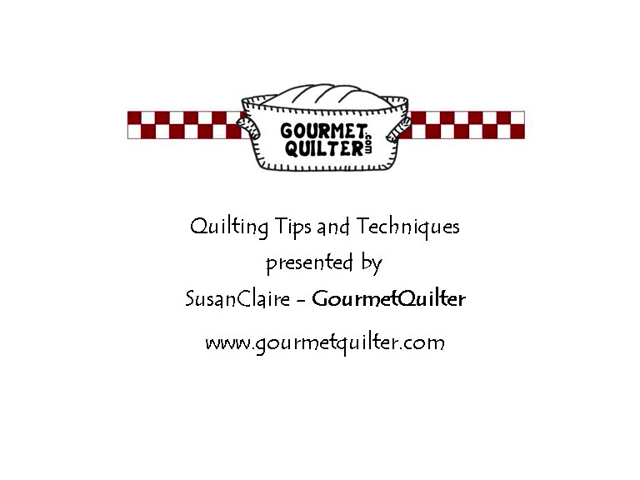 GOURMET
QUILTER.com
Quilting Tips and Techniques
presented by
SusanClaire - GourmetQuilter
www.gourmetquilter.com